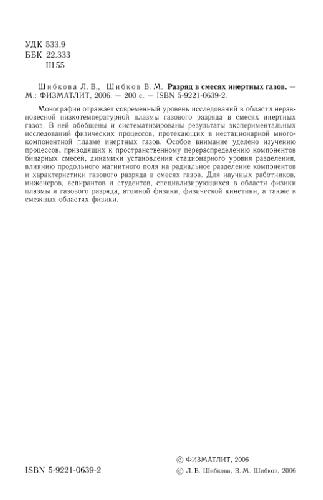 УДК 533.9
ББК 22.333
Ш 55
Шибкова Л. В., Шибков В. М. Разряд в смесях инертных газов. —
М.: ФИЗМАТЛИТ, 2006. — 200 с. — ISBN 5-9221-0639-2.
Монография отражает современный уровень исследований в области нерав-
новесной низкотемпературной плазмы газового разряда в смесях инертных
газов. В ней обобщены и систематизированы результаты экспериментальных
исследований физических процессов, протекающих в нестационарной много-
компонентной плазме инертных газов. Особое внимание уделено изучению
процессов, приводящих к пространственному перераспределению компонентов
бинарных смесей, динамики установления стационарного уровня разделения,
влиянию продольного магнитного поля на радиальное разделение компонентов
и характеристики газового разряда в смесях газов. Для научных работников,
инженеров, аспирантов и студентов, специализирующихся в области физики
плазмы и газового разряда, атомной физики, физической кинетики, а также в
смежных областях физики.
© ФИЗМАТЛИТ, 2006
ISBN 5-9221-0639-2
© Л. В. Шибкова, В. М. Шибков, 2006